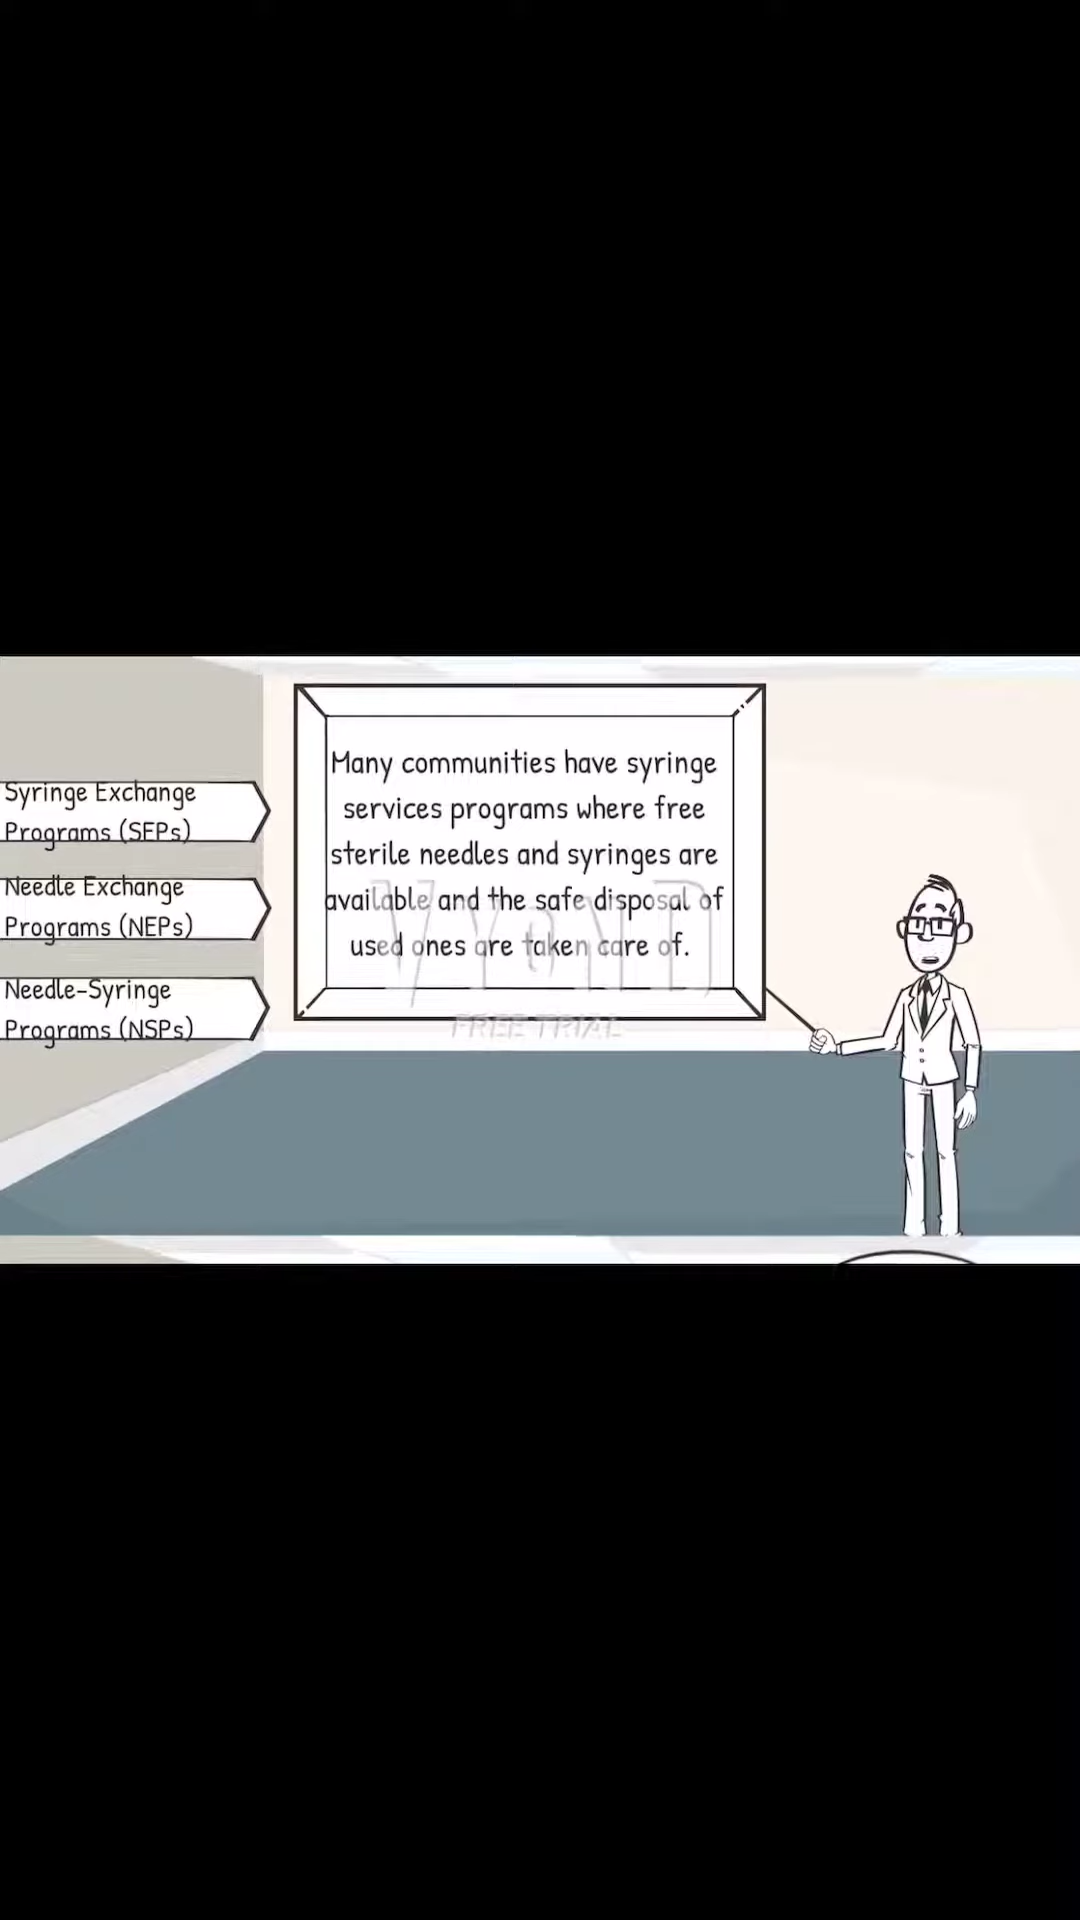 Syringe Exchange
Programs (SEPs)
Needle Exchange
Programs (NEPs)
Needle-Syringe
Programs (NSPs)
Many communities have syringe
services programs where free
sterile needles and syringes are
available and the safe disposal of
used ones are taken care of.
VYOND
FREE TRIAL